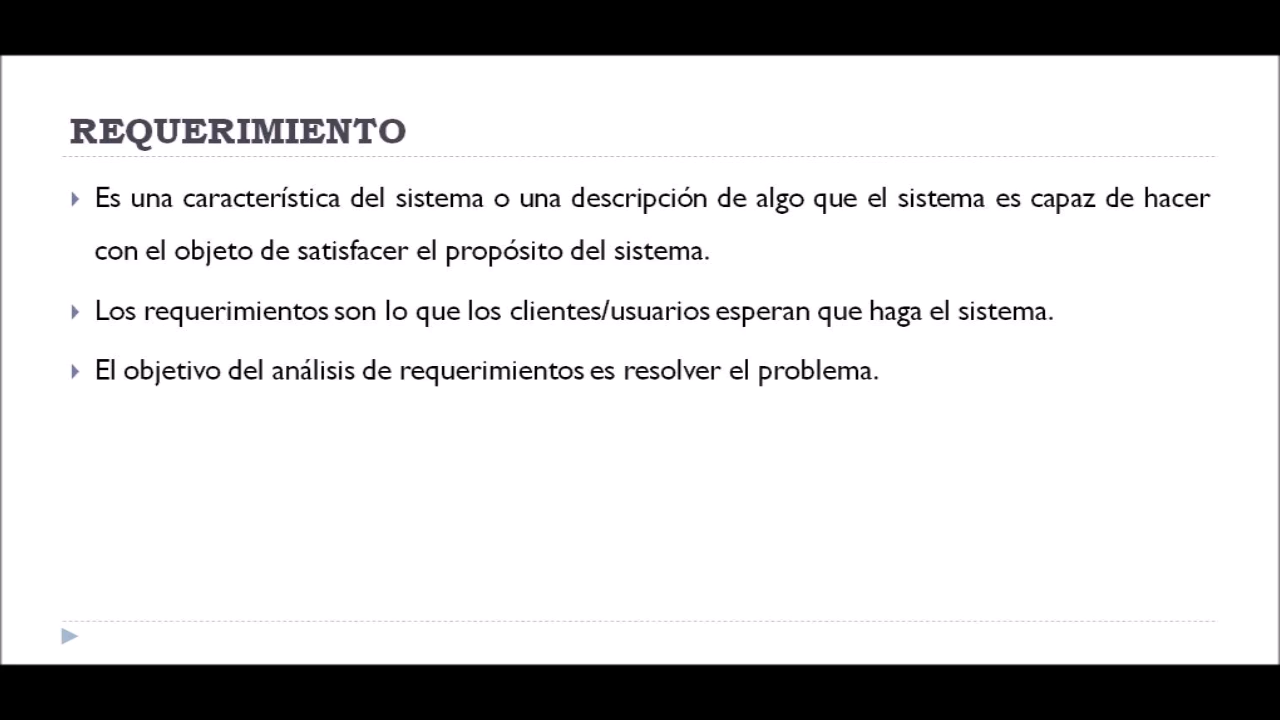 REQUERIMIENTO
Es una característica del sistema o una descripción de algo que el sistema es capaz de hacer
con el objeto de satisfacer el propósito del sistema.
Los requerimientos son lo que los clientes/usuarios esperan que haga el sistema.
El objetivo del análisis de requerimientos es resolver el problema.